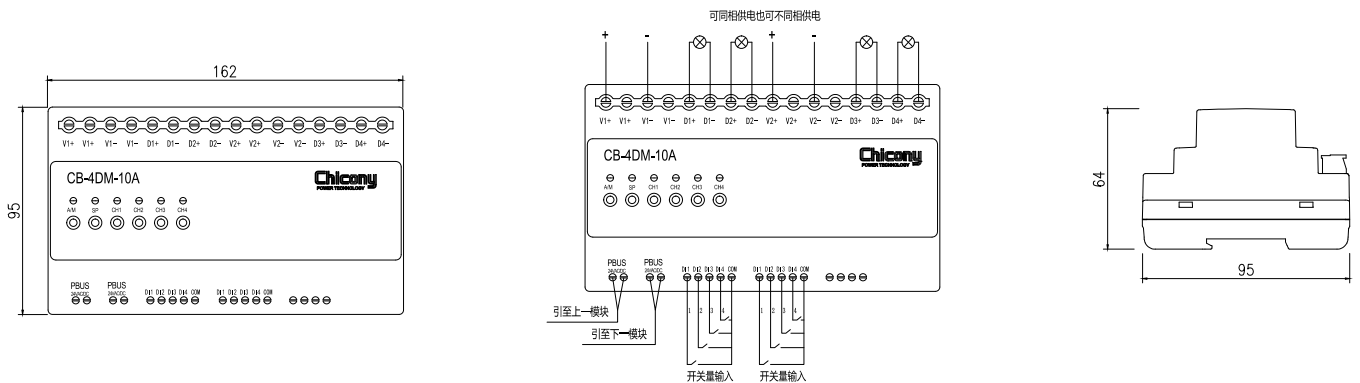 162
95
V1+ V1+ V1- V1- D1+ D1- D2+ D2- V2+ V2+ V2- V2- D3+ D3- D4+ D4-
CB-4DM-10A
Chicony
POWER TECHNOLOGY
A/M SP CH1 CH2 CH3 CH4
PBUS PBUS
24VACDC 24VACDC
DI1 DI2 DI3 DI4 COM DI1 DI2 DI3 DI4 COM
可同相供电也可不同相供电
+ - + -
V1+ V1+ V1- V1- D1+ D1- D2+ D2- V2+ V2+ V2- V2- D3+ D3- D4+ D4-
CB-4DM-10A
Chicony
POWER TECHNOLOGY
A/M SP CH1 CH2 CH3 CH4
PBUS PBUS
24VACDC 24VACDC
DI1 DI2 DI3 DI4 COM DI1 DI2 DI3 DI4 COM
引至上一模块
1 2 3 4 1 2 3 4
引至下一模块
开关量输入 开关量输入
64
95